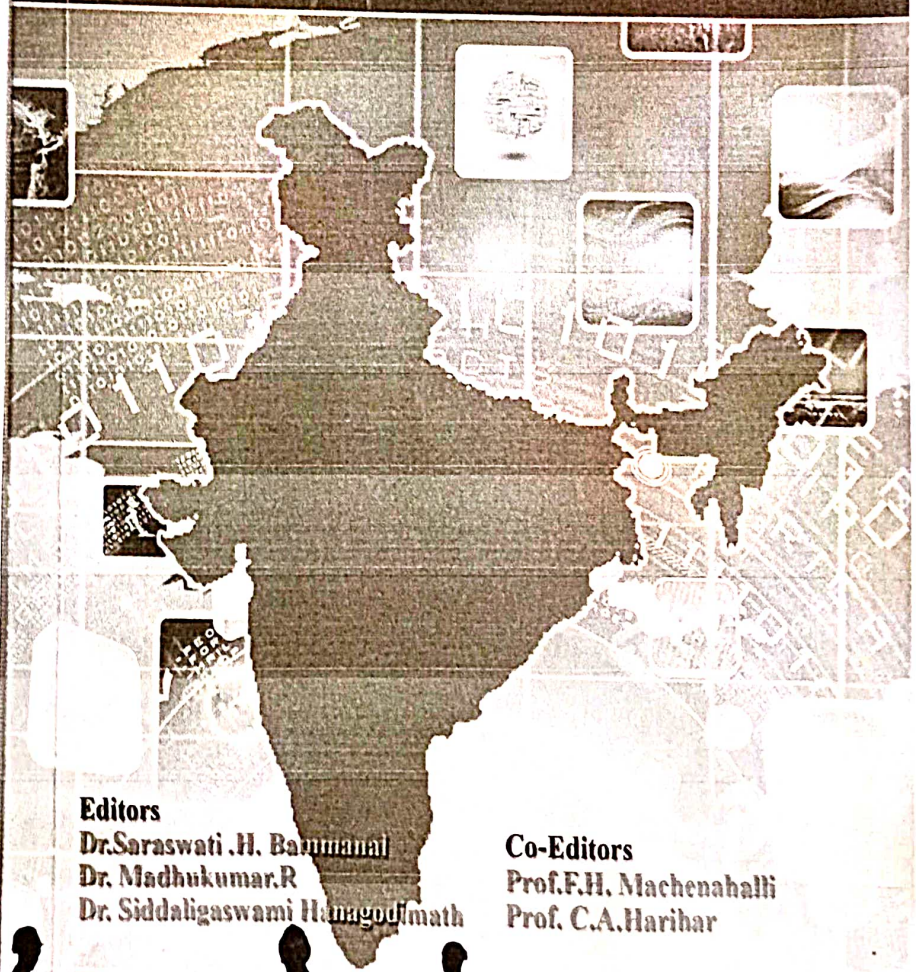 Editors
Dr.Saraswati .H. Bammanal
Dr. Madhukumar.R
Dr. Siddaligaswami Hanagodimath
Co-Editors
Prof.F.H. Machenahalli
Prof. C.A.Harihar